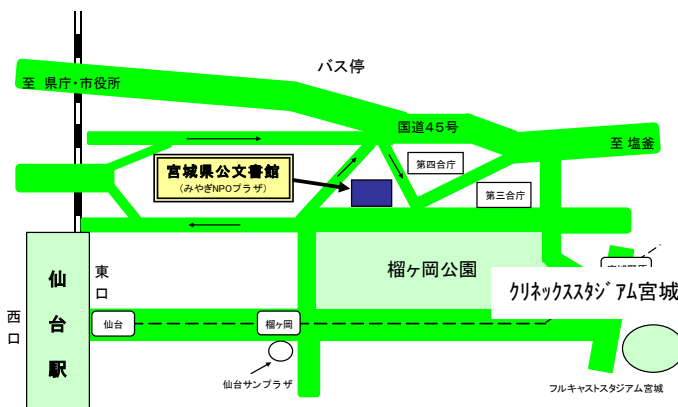 バス停
至 県庁・市役所
国道４５号
至 塩釜
第四合庁
宮城県公文書館
(みやぎNPOプラザ)
第三合庁
榴ヶ岡公園
仙台駅
東口
西口
クリネックススタジアム宮城
仙台
榴ヶ岡
仙台サンプラザ
フルキャストスタジアム宮城